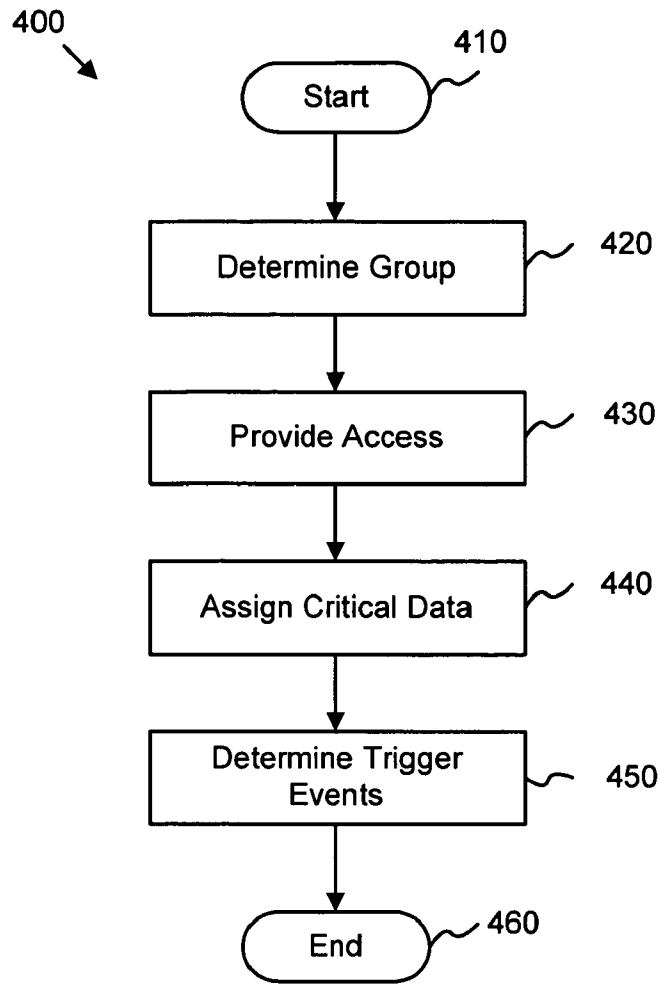 400
410
Start
420
Determine Group
430
Provide Access
440
Assign Critical Data
Determine Trigger
Events
450
460
End